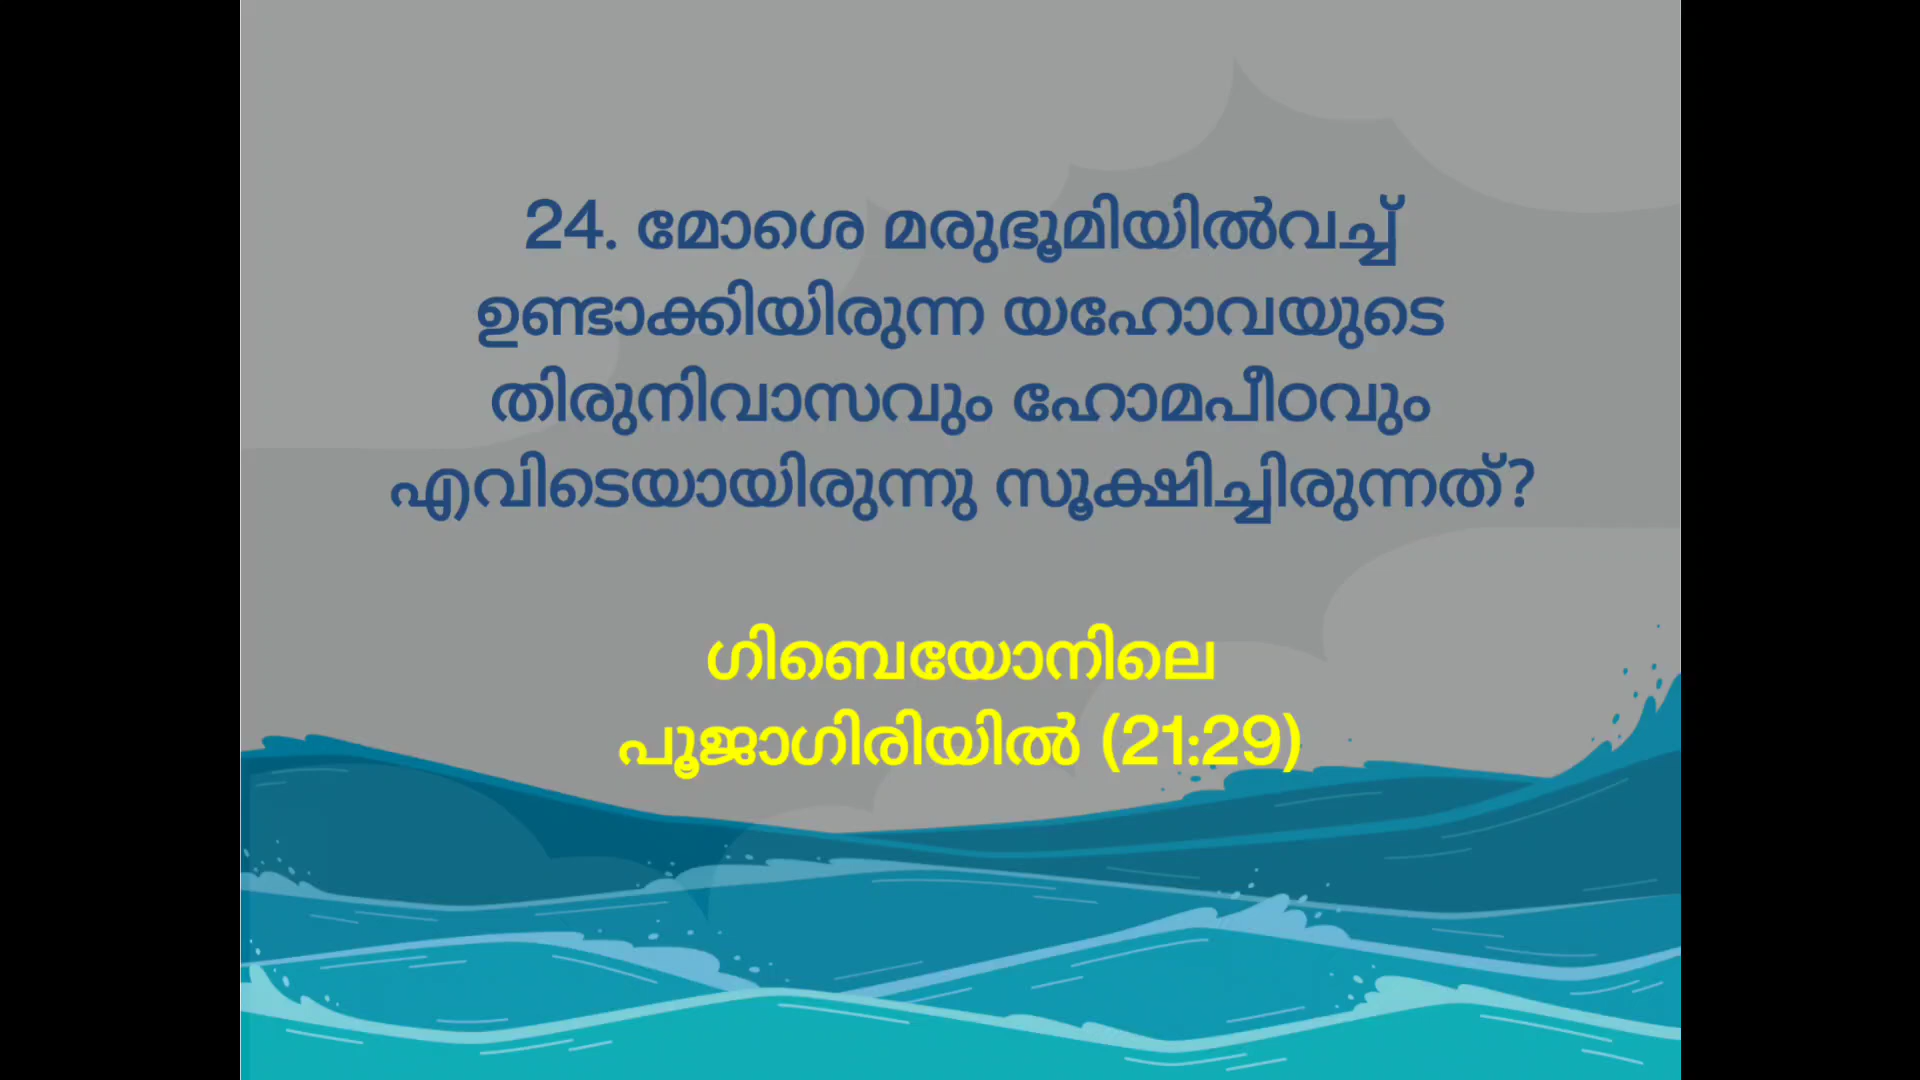 24. മോശെ മരുഭൂമിയിൽവച്ച്
ഉണ്ടാക്കിയിരുന്ന യഹോവയുടെ
തിരുനിവാസവും ഹോമപീഠവും
എവിടെയായിരുന്നു സൂക്ഷിച്ചിരുന്നത്?
ഗിബെയോനിലെ
പൂജാഗിരിയിൽ (21:29)